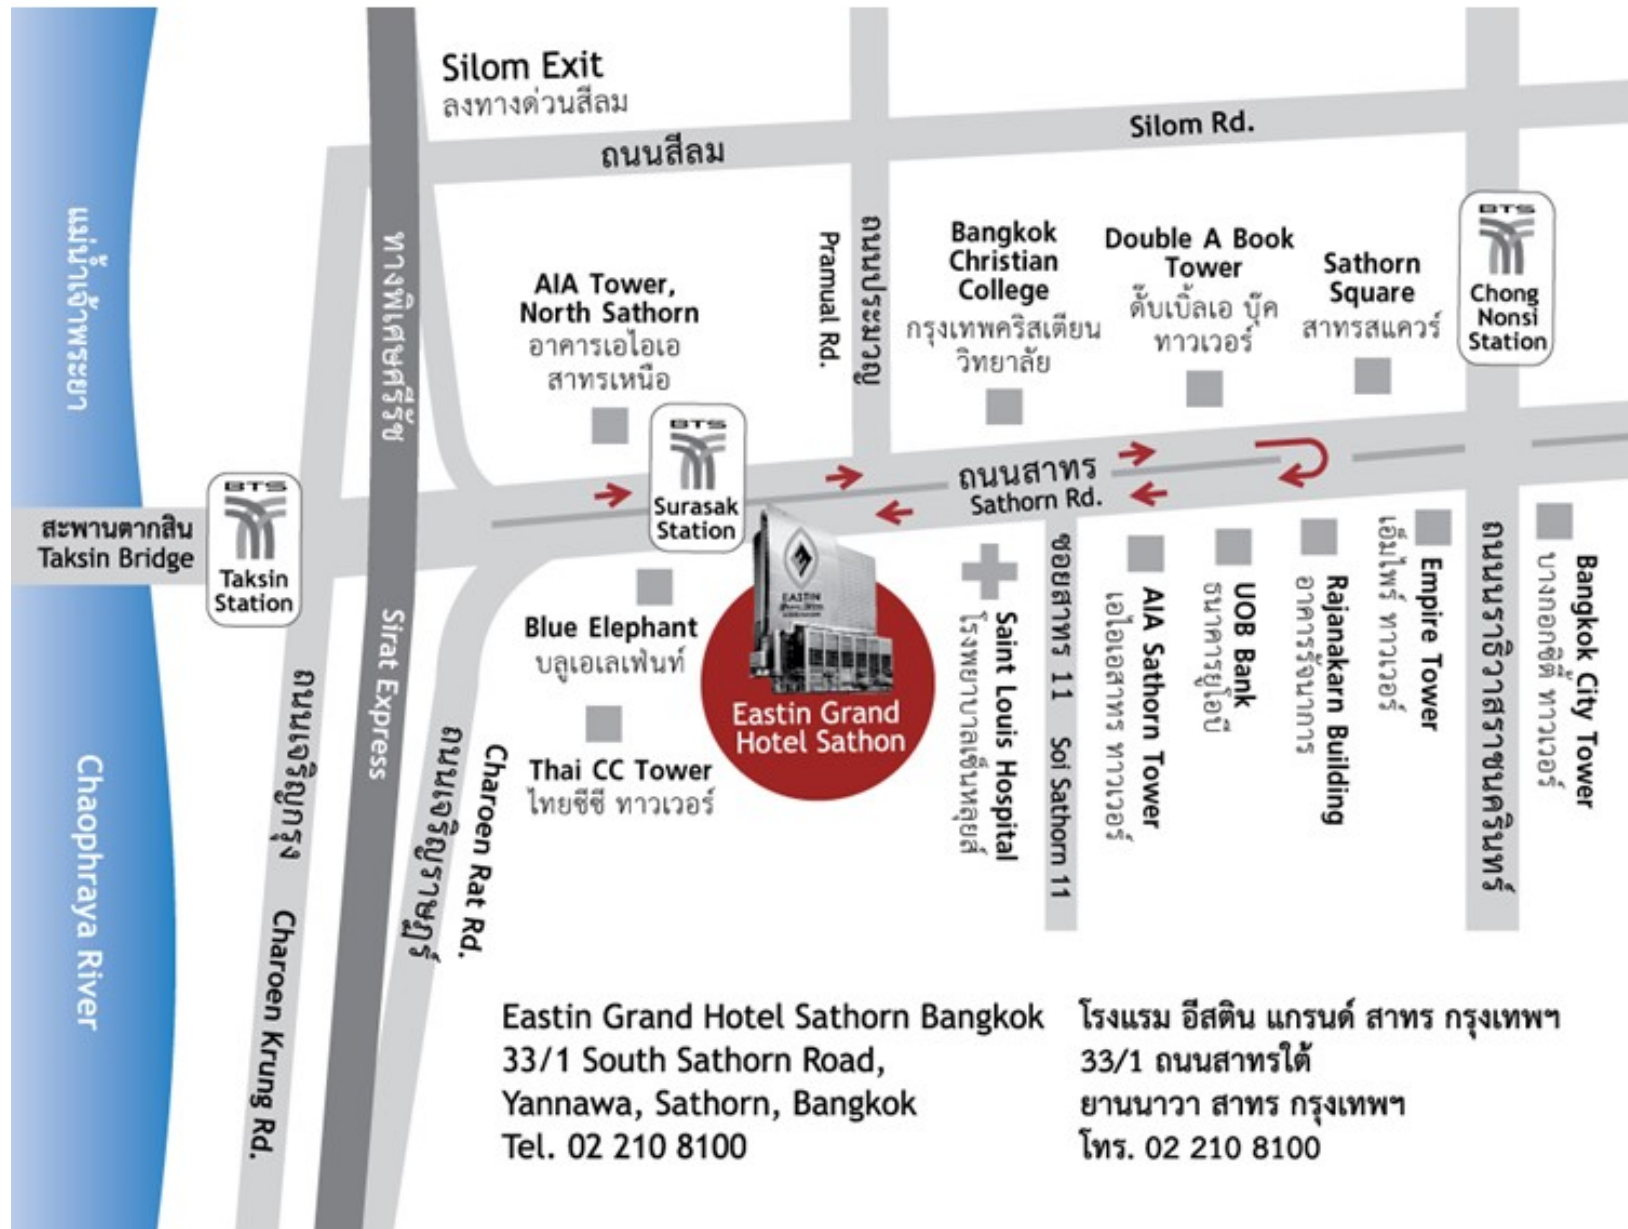 Silom Exit
ลงทางด่วนสีลม
ถนนสีลม
Silom Rd.
แม่น้ำเจ้าพระยา
Chaophraya River
ทางพิเศษศรีรัช
Sirat Express
AIA Tower,
North Sathorn
อาคารเอไอเอ
สาทรเหนือ
Pramual Rd.
ถนนประมวญ
Bangkok
Christian
College
กรุงเทพคริสเตียน
วิทยาลัย
Double A Book
Tower
ดั๊บเบิ้ลเอ บุ๊ค
ทาวเวอร์
Sathorn
Square
สาทรสแควร์
BTS
Chong
Nonsi
Station
BTS
Surasak
Station
ถนนสาทร
Sathorn Rd.
สะพานตากสิน
Taksin Bridge
BTS
Taksin
Station
Blue Elephant
บลูเอเลเฟ่นท์
Thai CC Tower
ไทยซีซี ทาวเวอร์
EASTIN
Eastin Grand
Hotel Sathon
Saint Louis Hospital
โรงพยาบาลเซ็นหลุยส์
ซอยสาทร 11 Soi Sathorn 11
AIA Sathorn Tower
เอไอเอสาทร ทาวเวอร์
UOB Bank
ธนาคารยูโอบี
Rajanakarn Building
อาคารรัจนาการ
Empire Tower
เอ็มไพร์ ทาวเวอร์
ถนนนราธิวาสราชนครินทร์
Bangkok City Tower
บางกอกซิตี้ ทาวเวอร์
ถนนเจริญกรุง
Charoen Krung Rd.
ถนนเจริญราษฎร์
Charoen Rat Rd.
Eastin Grand Hotel Sathorn Bangkok
33/1 South Sathorn Road,
Yannawa, Sathorn, Bangkok
Tel. 02 210 8100
โรงแรม อีสติน แกรนด์ สาทร กรุงเทพฯ
33/1 ถนนสาทรใต้
ยานนาวา สาทร กรุงเทพฯ
โทร. 02 210 8100